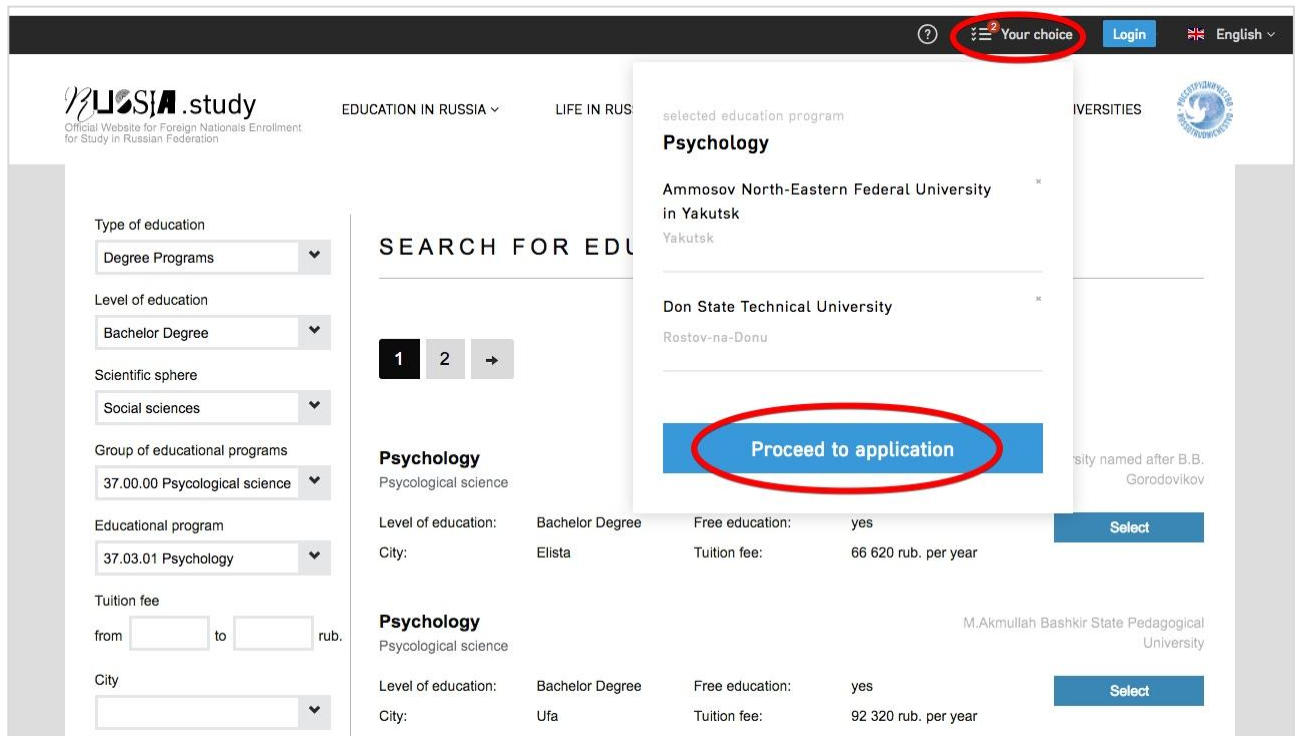 2
Your choice
Login
English
RUSSIA.study
Official Website for Foreign Nationals Enrollment
for Study in Russian Federation
EDUCATION IN RUSSIA
LIFE IN RUS
IVERSITIES
selected education program
Psychology
Ammosov North-Eastern Federal University
in Yakutsk
Yakutsk
Don State Technical University
Rostov-na-Donu
Proceed to application
Type of education
Degree Programs
Level of education
Bachelor Degree
Scientific sphere
Social sciences
Group of educational programs
37.00.00 Psycological science
Educational program
37.03.01 Psychology
Tuition fee
from to rub.
City
SEARCH FOR EDU
1 2
Psychology
Psycological science
rsity named after B.B.
Gorodovikov
Level of education: Bachelor Degree Free education: yes
Select
City: Elista Tuition fee: 66 620 rub. per year
Psychology
Psycological science
M.Akmullah Bashkir State Pedagogical
University
Level of education: Bachelor Degree Free education: yes
Select
City: Ufa Tuition fee: 92 320 rub. per year